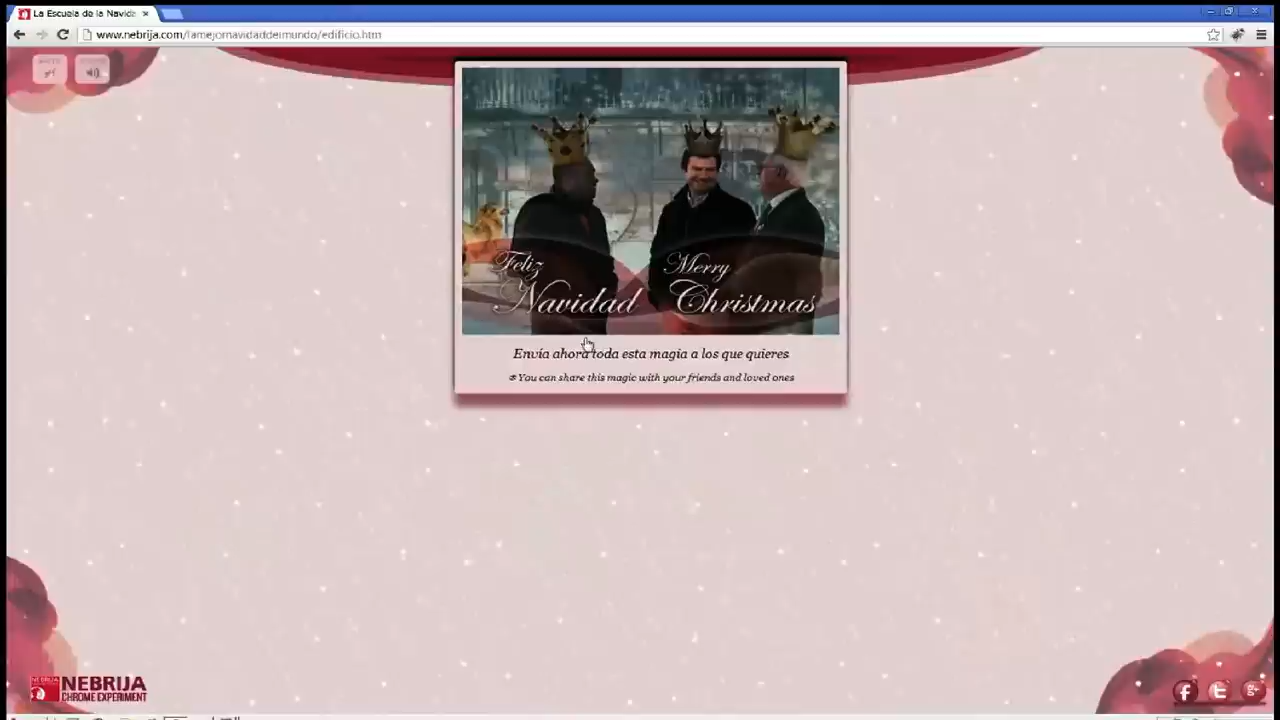 La Escuela de la Navida
www.nebrija.com/lamejornavidaddelmundo/edificio.htm
Feliz
Navidad
Merry
Christmas
Envía ahora toda esta magia a los que quieres
You can share this magic with your friends and loved ones
NEBRIJA
NEBRIJA
CHROME EXPERIMENT
f
t
g+